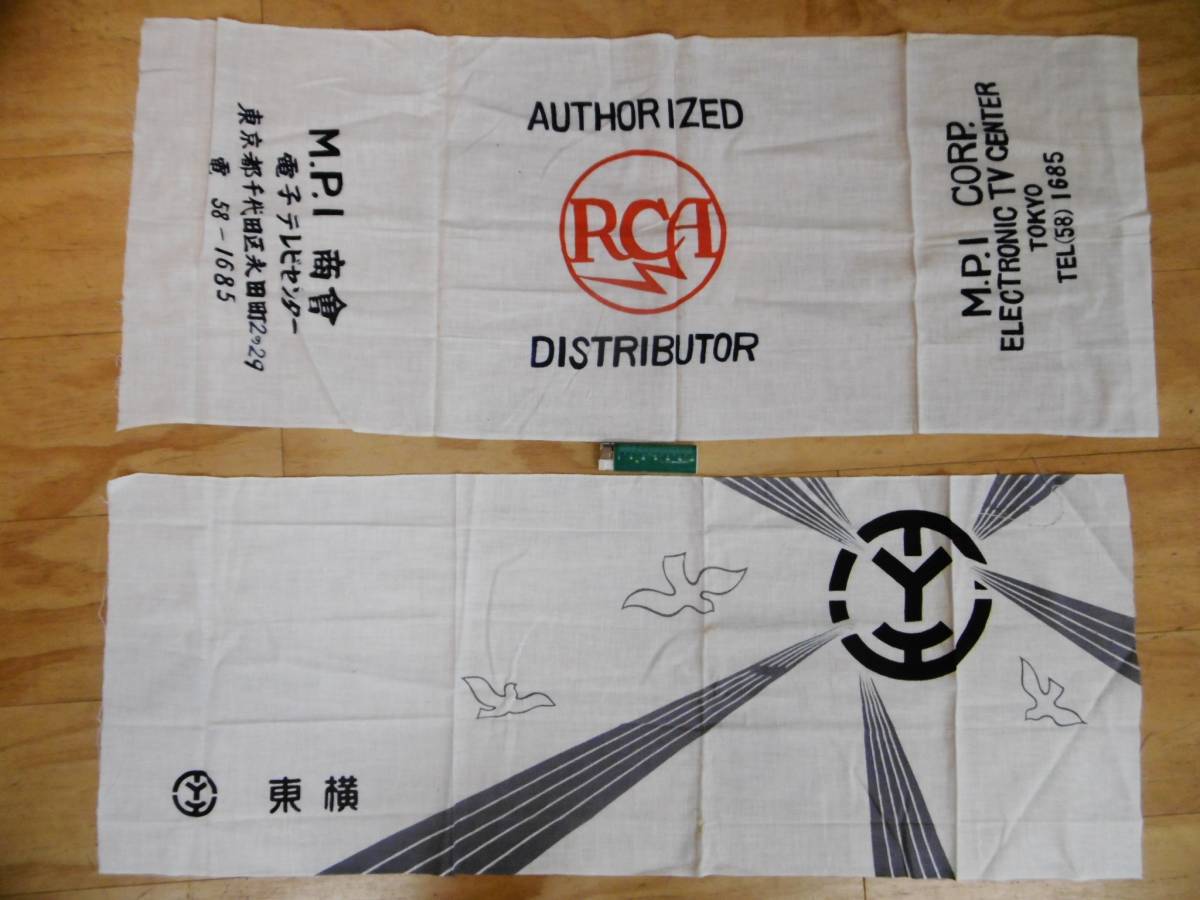 AUTHORIZED
RCA
DISTRIBUTOR
M.P.I 商會
電子テレビセンター
東京都千代田区永田町2の29
電 58-1685
M.P.I CORP.
ELECTRONIC TV CENTER
TOKYO
TEL(58)1685
Y
東横